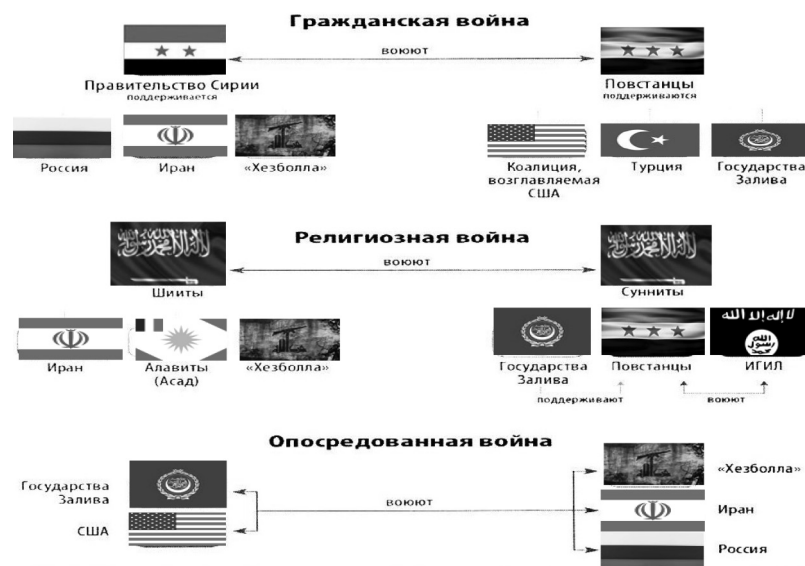 Гражданская война
воюют
Правительство Сирии
поддерживается
Повстанцы
поддерживаются
Россия
Иран
«Хезболла»
Коалиция,
возглавляемая
США
Турция
Государства
Залива
Религиозная война
воюют
Шииты
Сунниты
Иран
Алавиты
(Асад)
«Хезболла»
Государства
Залива
Повстанцы
ИГИЛ
поддерживают
воюют
Опосредованная война
Государства
Залива
США
воюют
«Хезболла»
Иран
Россия